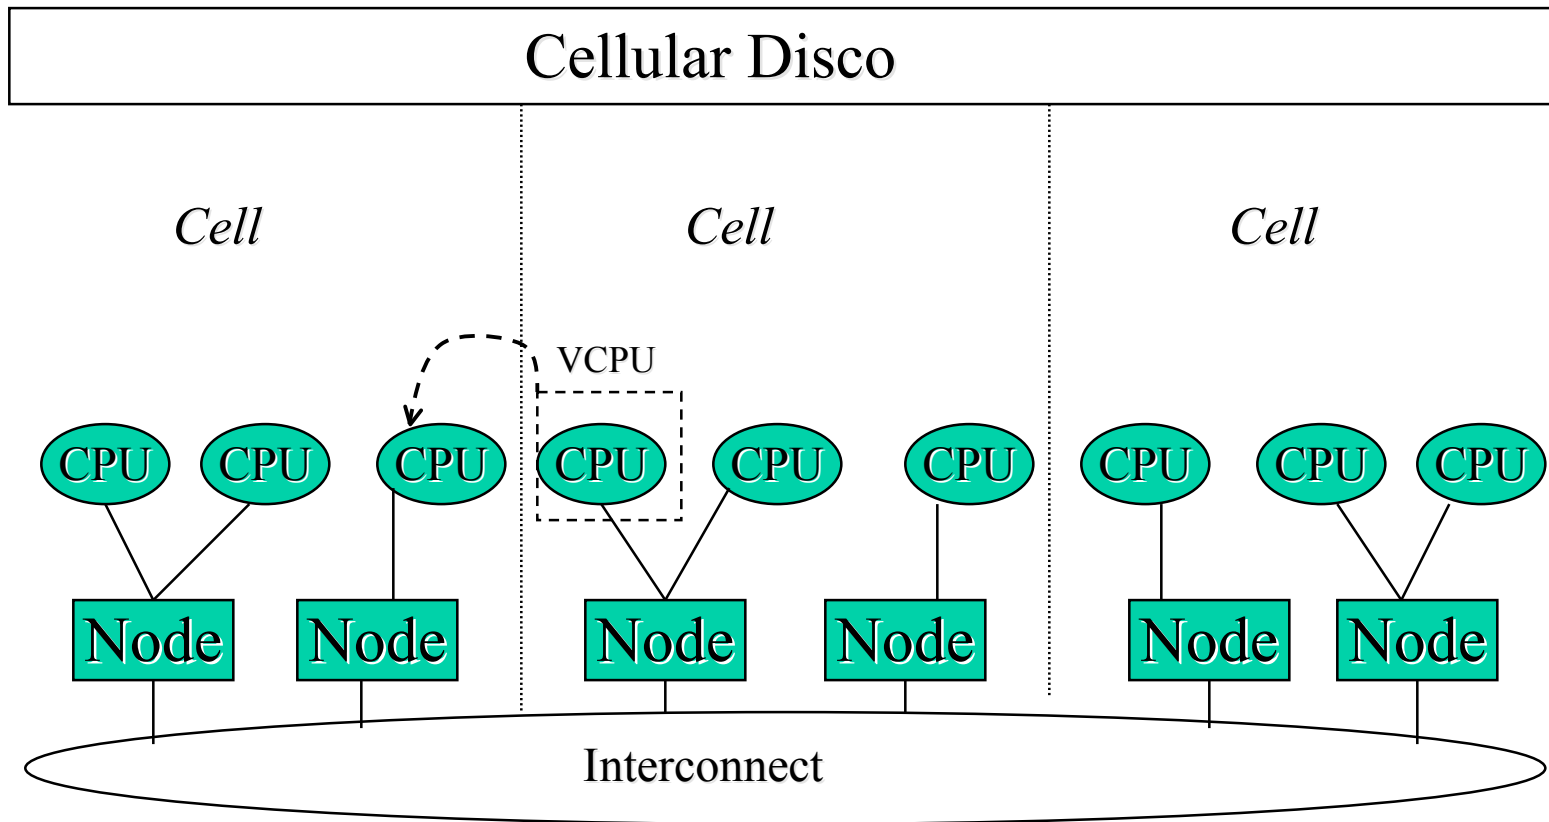 Cellular Disco
Cell Cell Cell
VCPU
CPU CPU CPU CPU CPU CPU CPU CPU CPU
Node Node Node Node Node Node
Interconnect